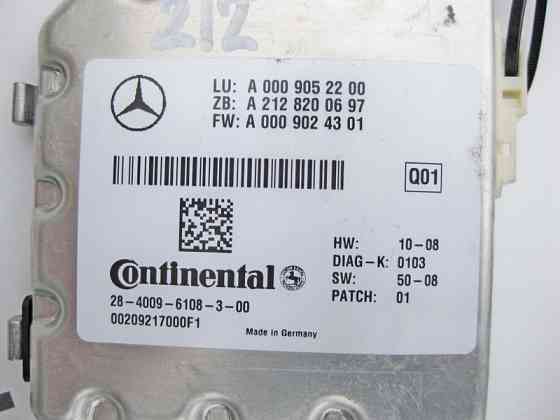 212
LU: A 000 905 22 00
ZB: A 212 820 06 97
FW: A 000 902 43 01
Q01
HW: 10-08
DIAG-K: 0103
SW: 50-08
PATCH: 01
Continental
28-4009-6108-3-00
00209217000F1
Made in Germany